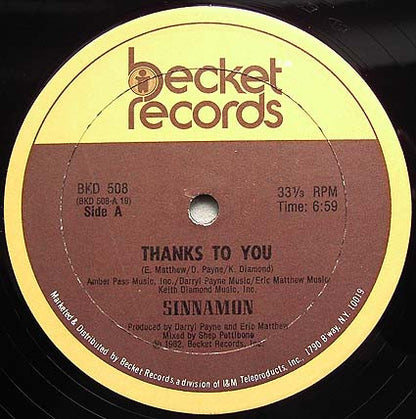 becket
records
BKD 508
(BKD 508-A 19)
Side A
33⅓ RPM
Time: 6:59
THANKS TO YOU
(E. Matthew/D. Payne/K. Diamond)
Amber Pass Music, Inc./Darryl Payne Music/Eric Matthew Music/
Keith Diamond Music, Inc.
SINNAMON
Produced by Darryl Payne and Eric Matthew
Mixed by Shep Pettibone
℗ 1982, Becket Records, Inc.
Marketed & Distributed by Becket Records, a division of I&M Teleproducts, Inc., 1790 B'way, N.Y. 10019